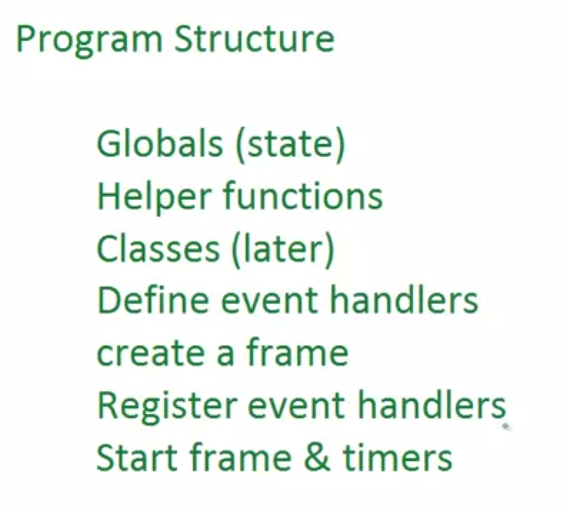 Program Structure
Globals (state)
Helper functions
Classes (later)
Define event handlers
create a frame
Register event handlers
Start frame & timers